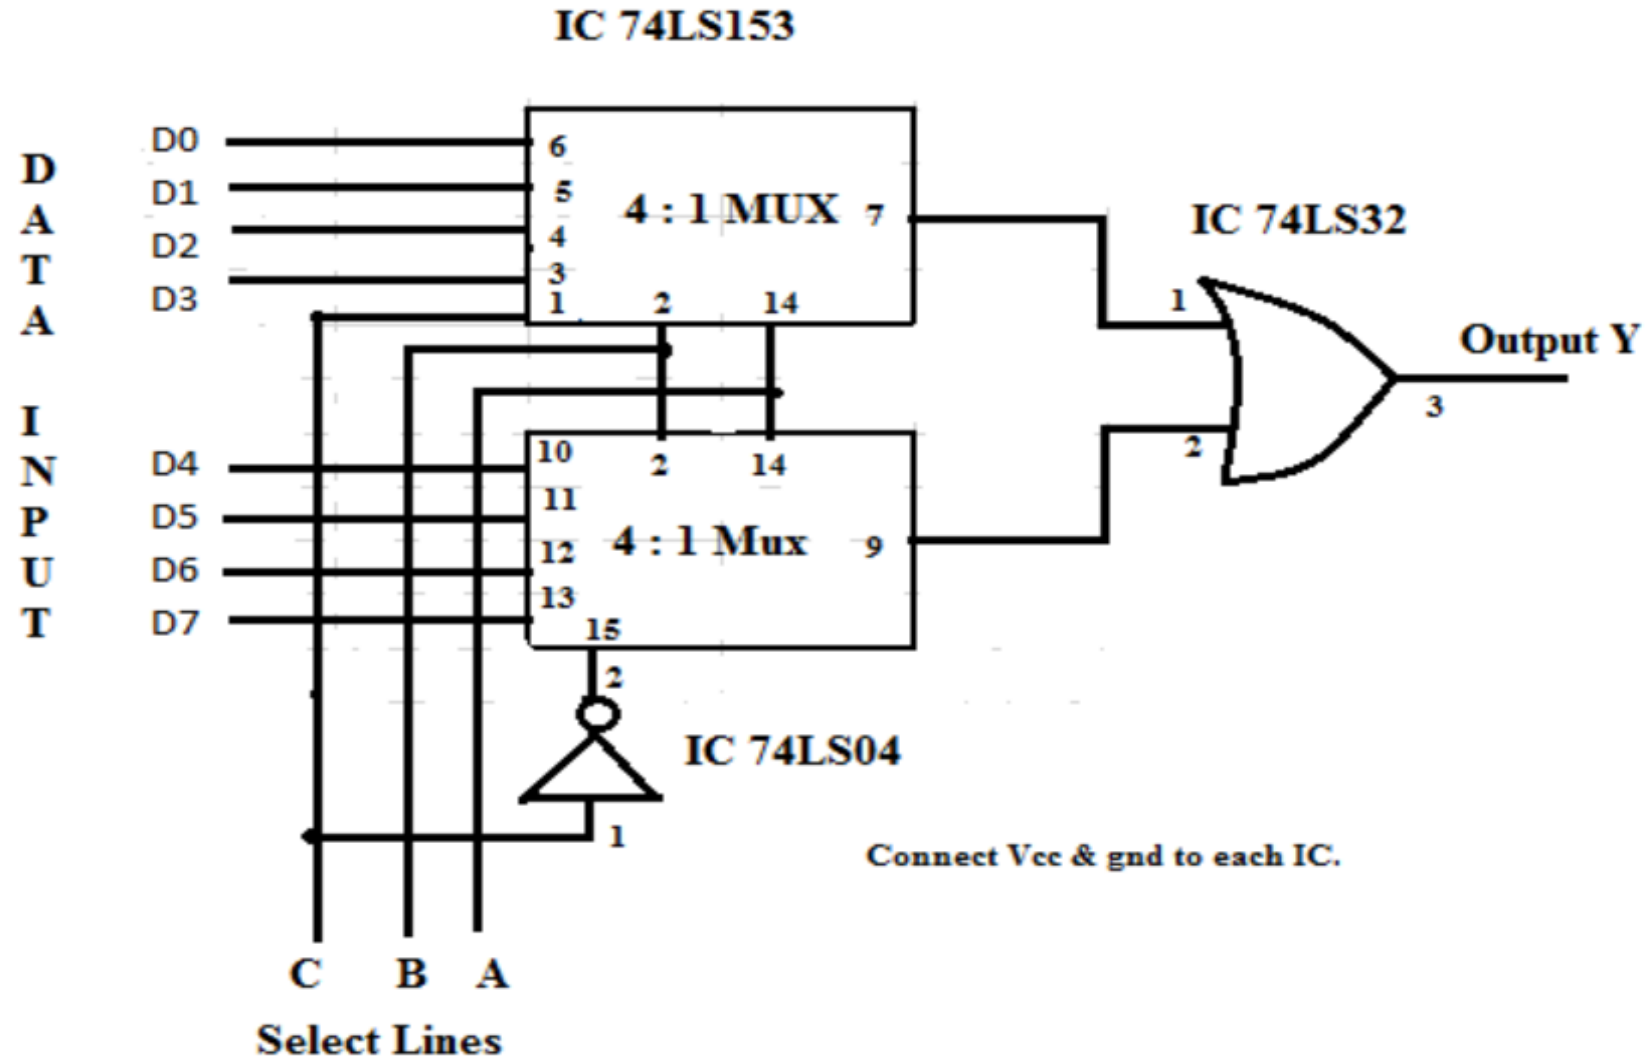 IC 74LS153
DATA INPUT
D0
D1
D2
D3
6
5
4
3
1
4 : 1 MUX
7
2 14
IC 74LS32
1
2
3
Output Y
D4
D5
D6
D7
10
11
12
13
2 14
4 : 1 Mux
9
15
2
IC 74LS04
1
Connect Vcc & gnd to each IC.
C B A
Select Lines